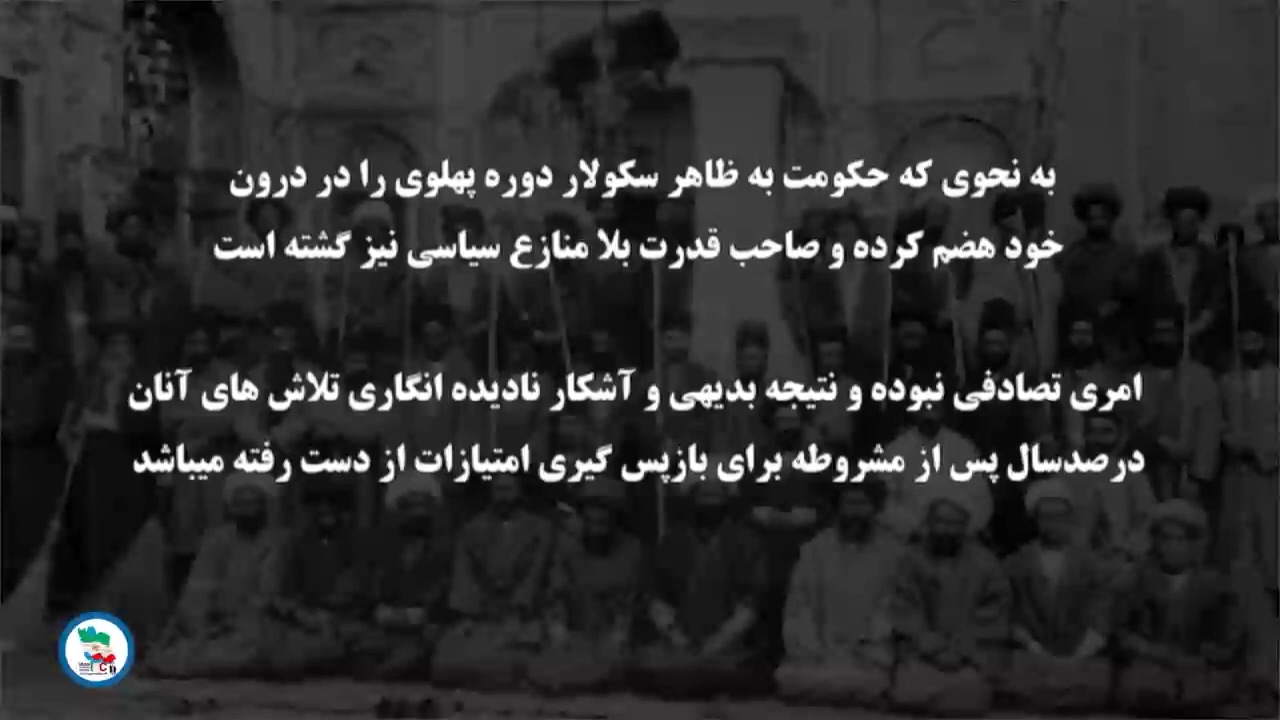 به نحوی که حکومت به ظاهر سکولار دوره پهلوی را در درون
خود هضم کرده و صاحب قدرت بلا منازع سیاسی نیز گشته است
امری تصادفی نبوده و نتیجه بدیهی و آشکار نادیده انگاری تلاش های آنان
درصدسال پس از مشروطه برای بازپس گیری امتیازات از دست رفته میباشد